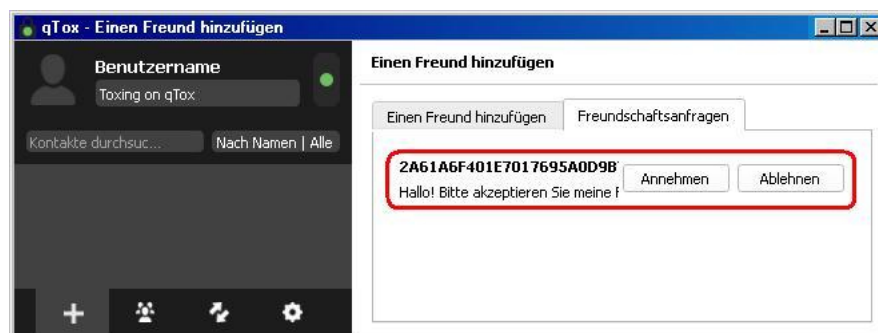 qTox - Einen Freund hinzufügen
Benutzername
Toxing on qTox
Kontakte durchsuc...
Nach Namen | Alle
Einen Freund hinzufügen
Einen Freund hinzufügen
Freundschaftsanfragen
2A61A6F401E7017695A0D9B
Hallo! Bitte akzeptieren Sie meine F
Annehmen
Ablehnen